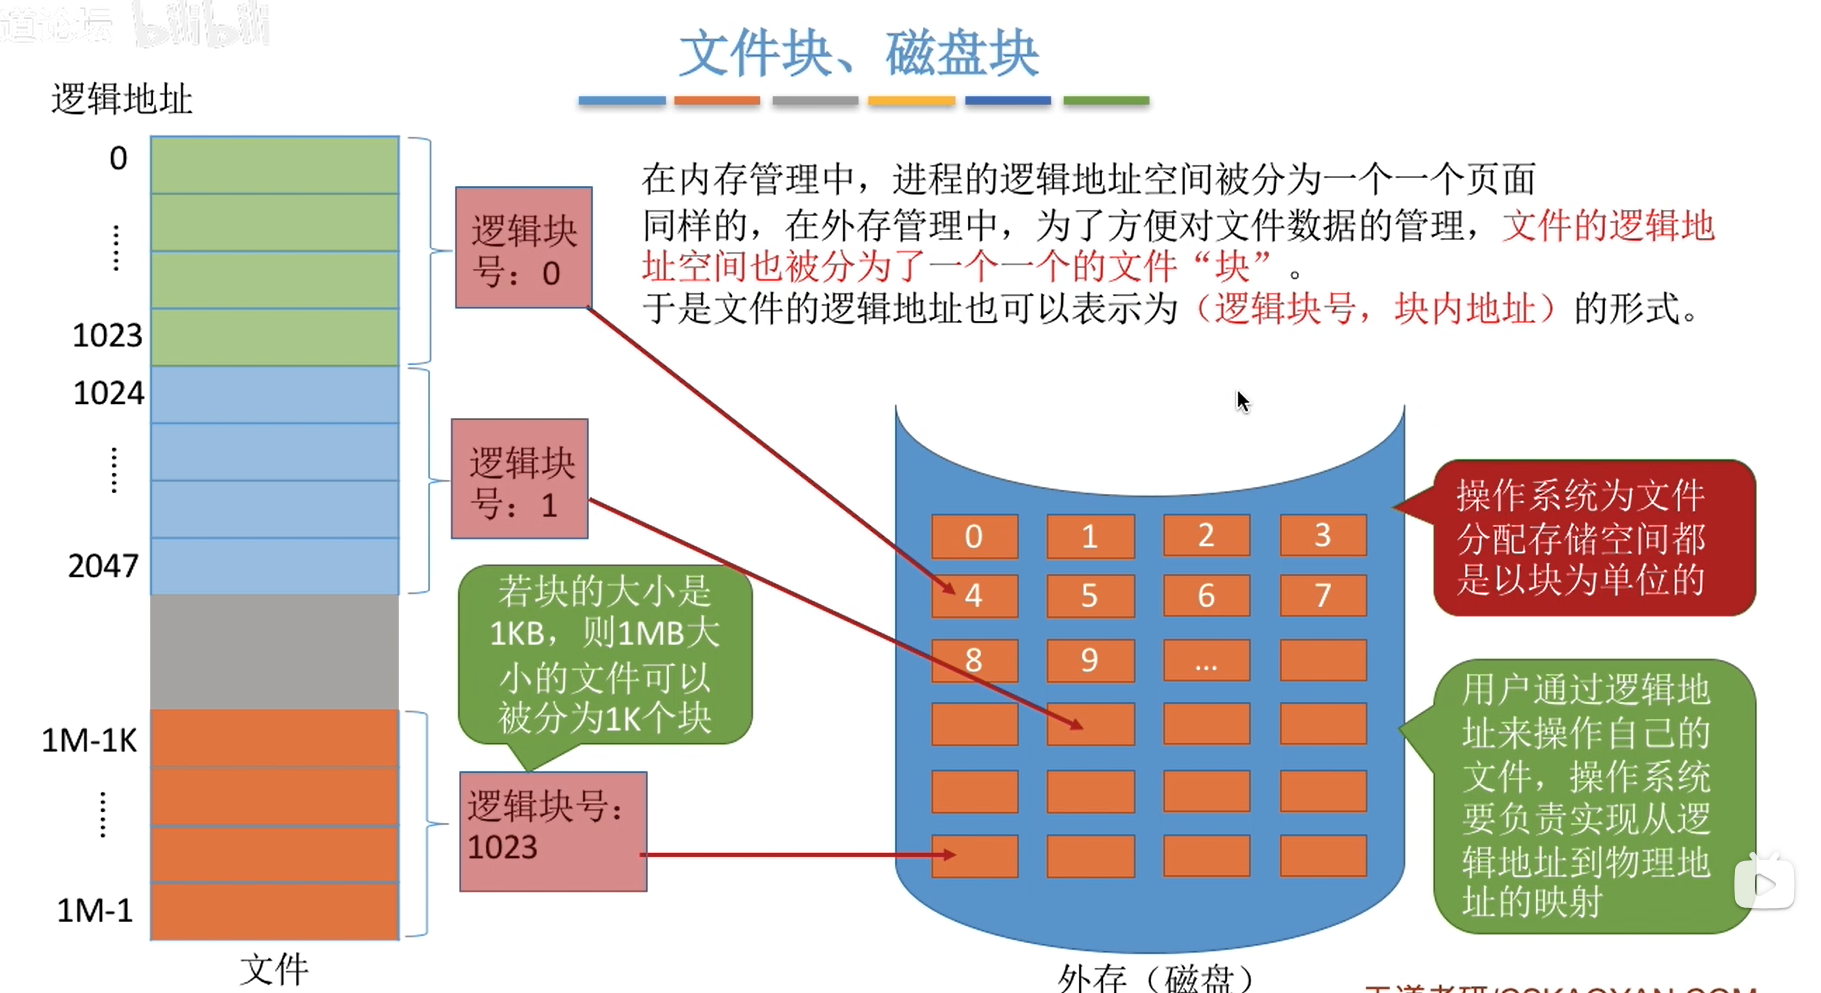 道论坛 bilibili
文件块、磁盘块
逻辑地址
0
1023
1024
2047
1M-1K
1M-1
文件
逻辑块
号：0
逻辑块
号：1
若块的大小是
1KB，则1MB大
小的文件可以
被分为1K个块
逻辑块号：
1023
在内存管理中，进程的逻辑地址空间被分为一个一个页面
同样的，在外存管理中，为了方便对文件数据的管理，文件的逻辑地
址空间也被分为了一个一个的文件“块”。
于是文件的逻辑地址也可以表示为（逻辑块号，块内地址）的形式。
0 1 2 3
4 5 6 7
8 9 ...
外存（磁盘）
操作系统为文件
分配存储空间都
是以块为单位的
用户通过逻辑地
址来操作自己的
文件，操作系统
要负责实现从逻
辑地址到物理地
址的映射
王道考研/CSKAOYAN.COM